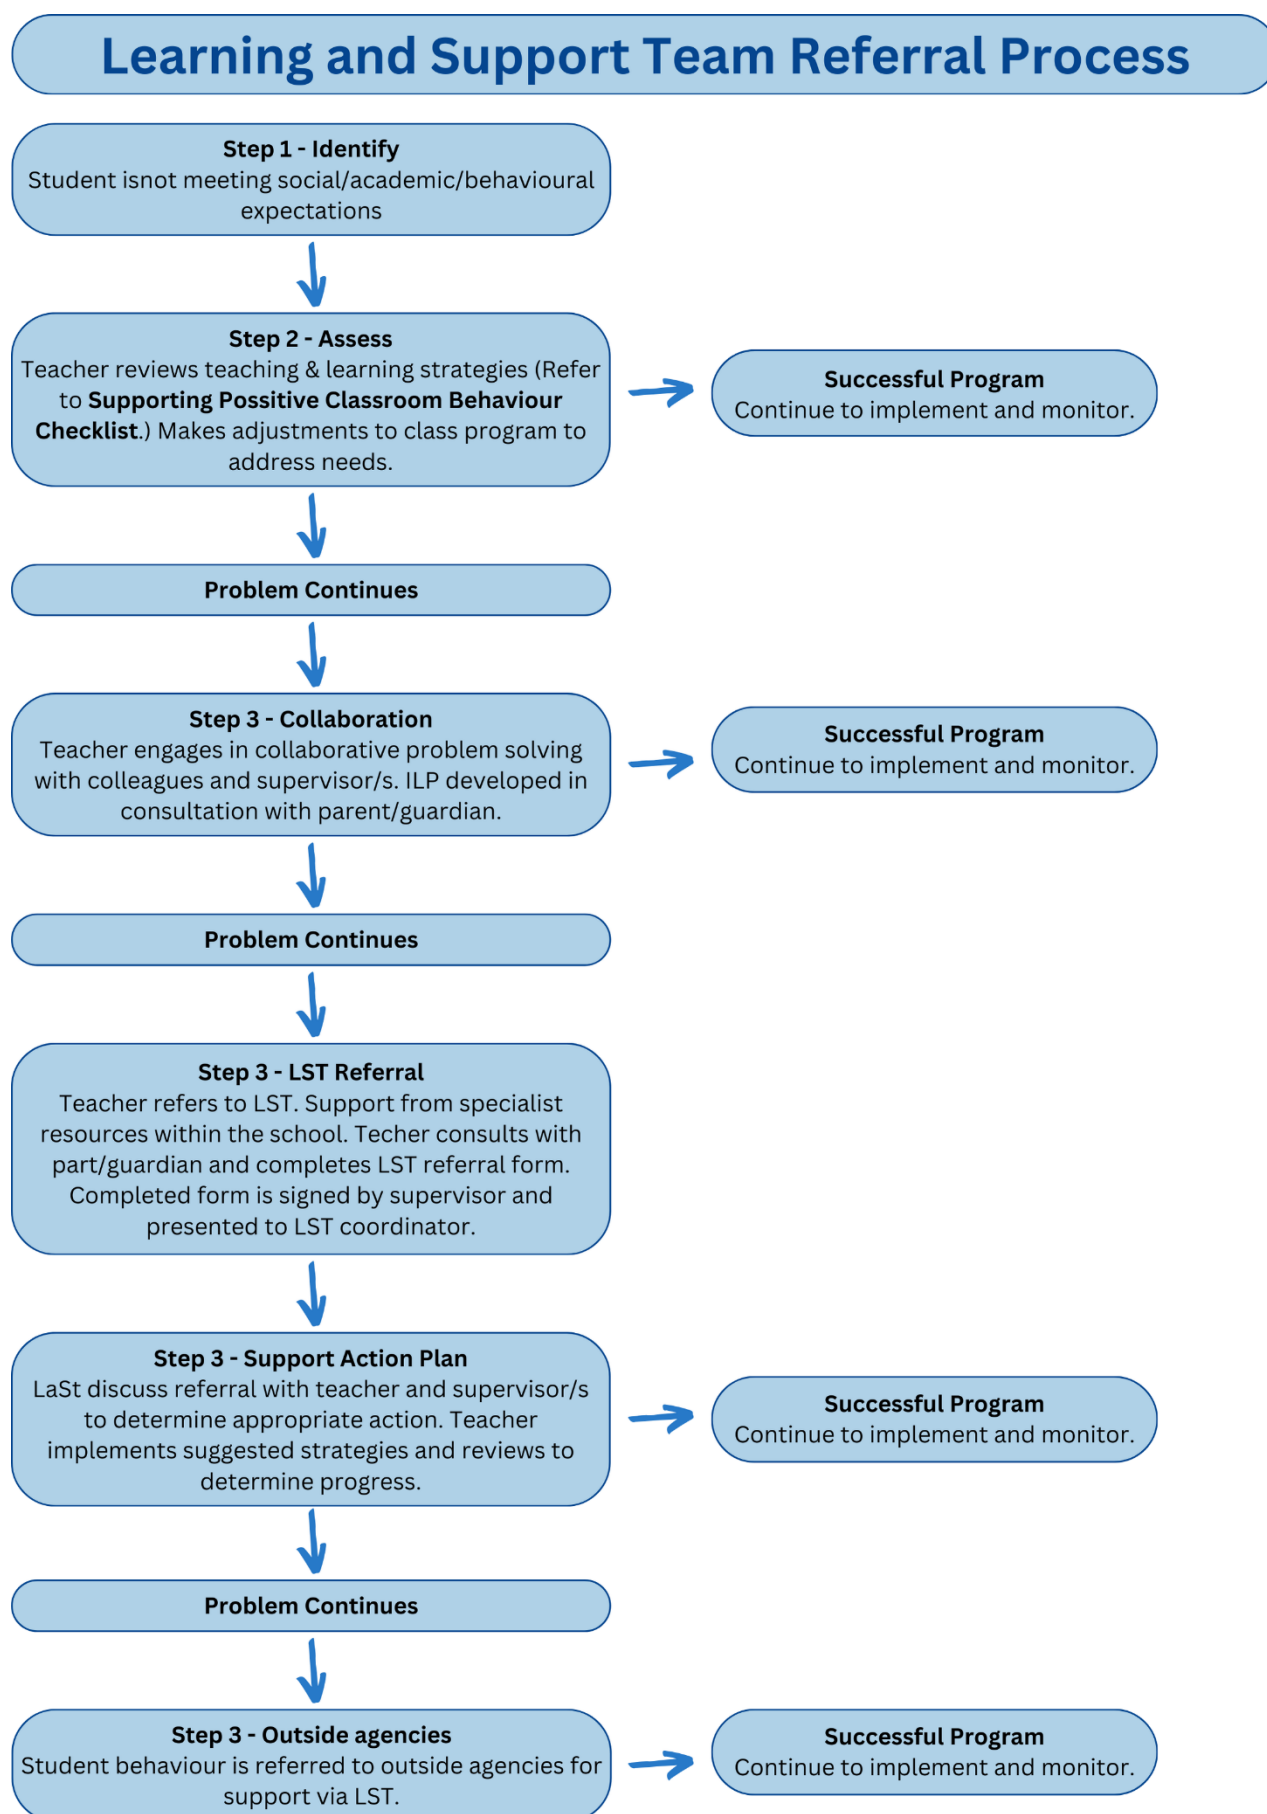 Learning and Support Team Referral Process
Step 1 - Identify
Student isnot meeting social/academic/behavioural
expectations
Step 2 - Assess
Teacher reviews teaching & learning strategies (Refer
to Supporting Possitive Classroom Behaviour
Checklist.) Makes adjustments to class program to
address needs.
Successful Program
Continue to implement and monitor.
Problem Continues
Step 3 - Collaboration
Teacher engages in collaborative problem solving
with colleagues and supervisor/s. ILP developed in
consultation with parent/guardian.
Successful Program
Continue to implement and monitor.
Problem Continues
Step 3 - LST Referral
Teacher refers to LST. Support from specialist
resources within the school. Techer consults with
part/guardian and completes LST referral form.
Completed form is signed by supervisor and
presented to LST coordinator.
Step 3 - Support Action Plan
LaSt discuss referral with teacher and supervisor/s
to determine appropriate action. Teacher
implements suggested strategies and reviews to
determine progress.
Successful Program
Continue to implement and monitor.
Problem Continues
Step 3 - Outside agencies
Student behaviour is referred to outside agencies for
support via LST.
Successful Program
Continue to implement and monitor.